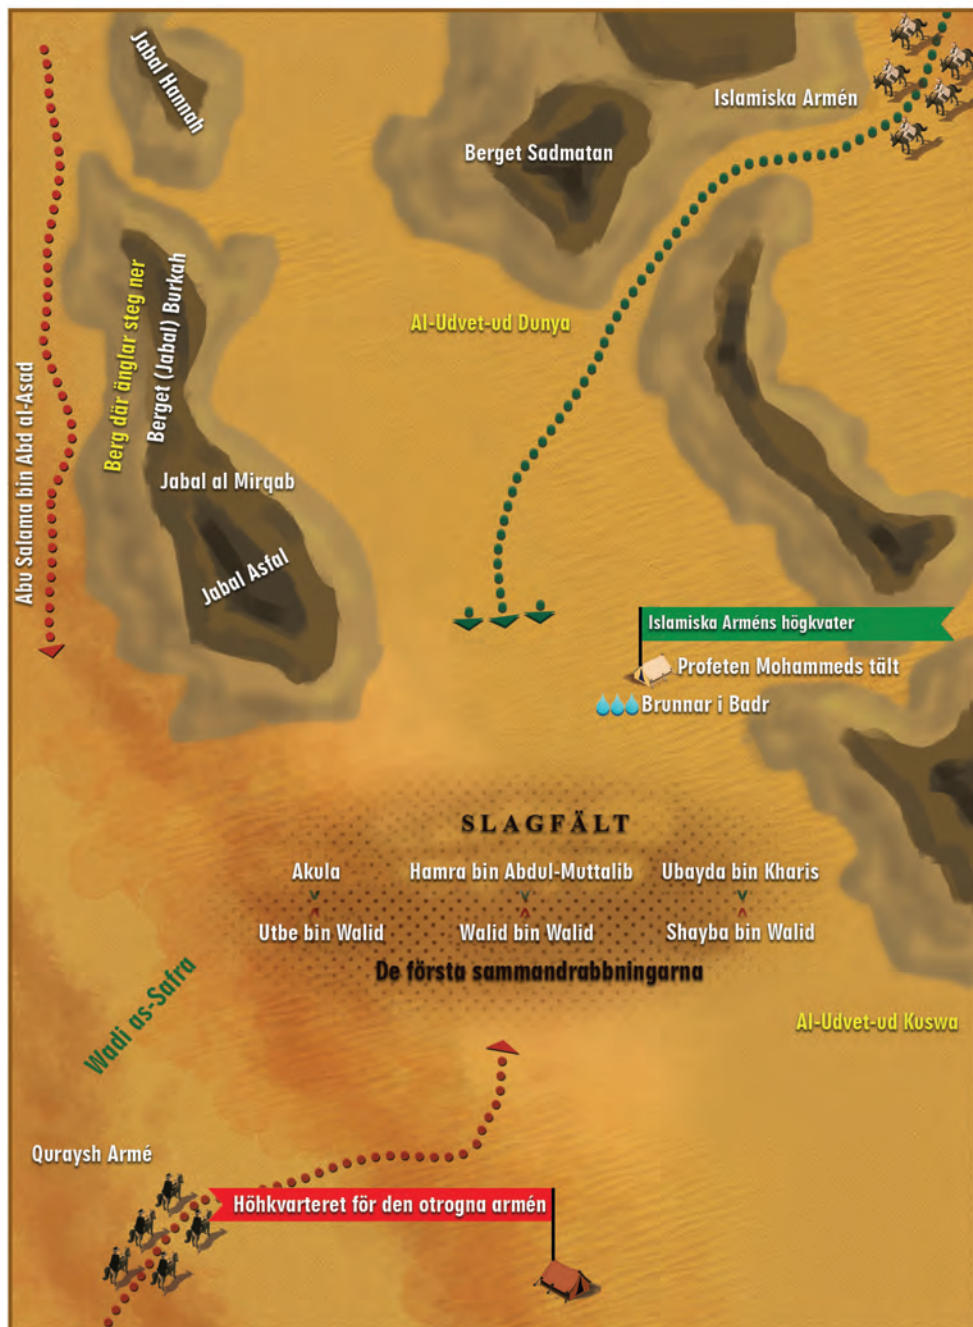 Jabal Hannah
Islamiska Armén
Berget Sadmatan
Berg där änglar steg ner
Berget (Jabal) Burkah
Al-Udvet-ud Dunya
Abu Salama bin Abd al-Asad
Jabal al Mirqab
Jabal Asfal
Islamiska Arméns högkvater
Profeten Mohammeds tält
Brunnar i Badr
SLAGFÄLT
Akula Hamra bin Abdul-Muttalib Ubayda bin Kharis
Utbe bin Walid Walid bin Walid Shayba bin Walid
De första sammandrabbningarna
Wadi as-Safra
Al-Udvet-ud Kuswa
Quraysh Armé
Höhkvarteret för den otrogna armén